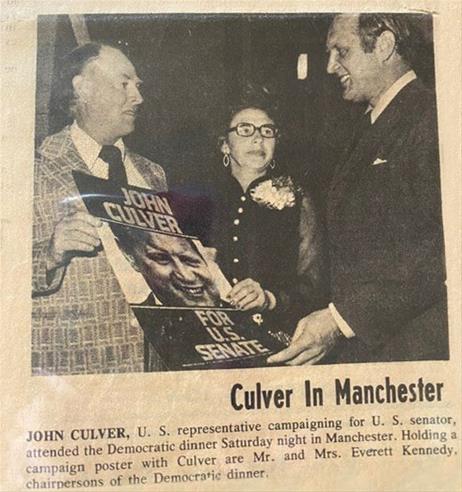 JOHN
CULVER
FOR
U.S.
SENATE
Culver In Manchester
JOHN CULVER, U. S. representative campaigning for U. S. senator,
attended the Democratic dinner Saturday night in Manchester. Holding a
campaign poster with Culver are Mr. and Mrs. Everett Kennedy,
chairpersons of the Democratic dinner.